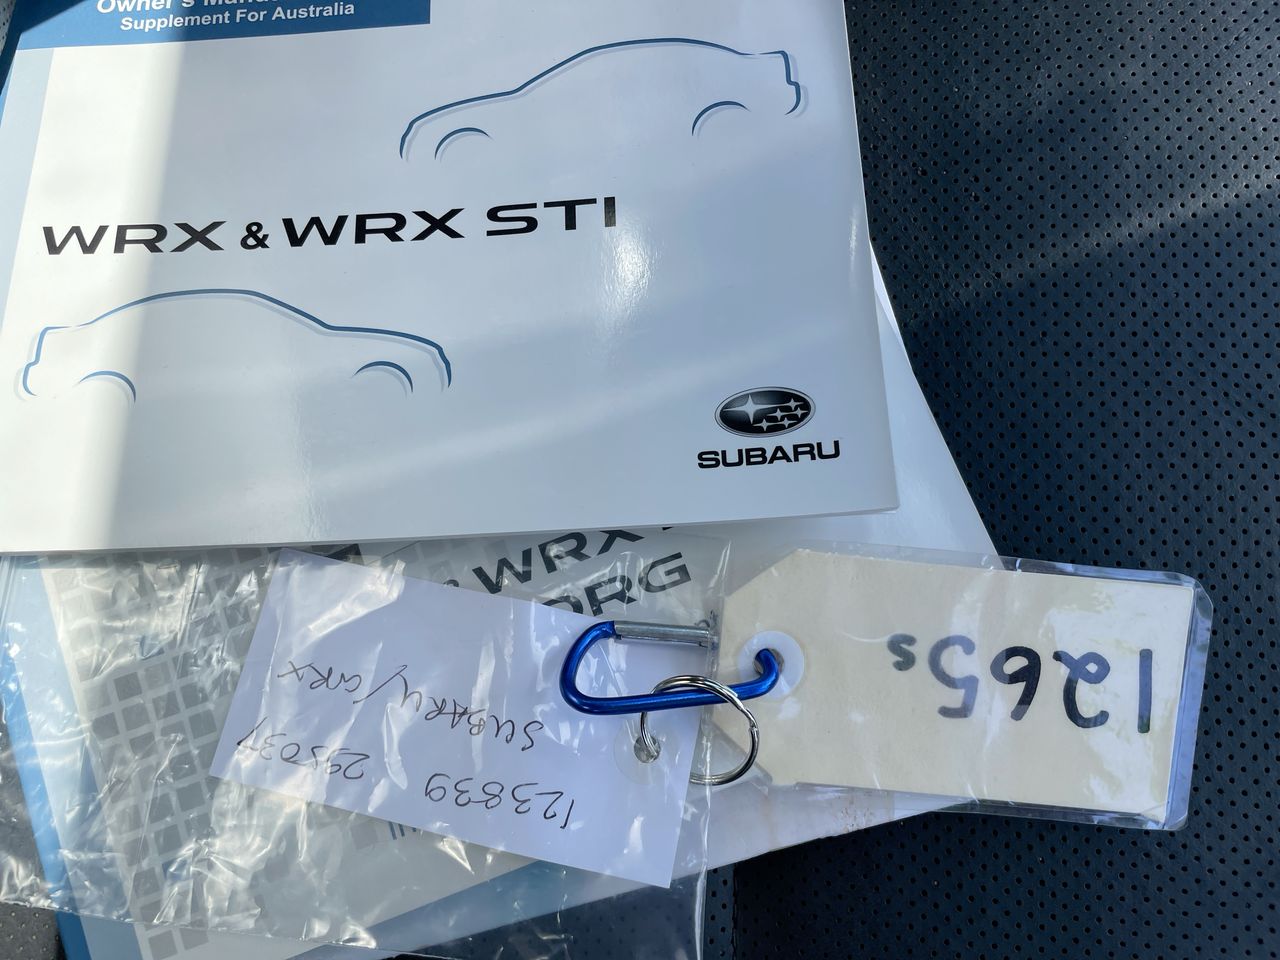 Owner's Manual
Supplement For Australia
WRX & WRX STI
SUBARU
& WRX
ORG
1265s
123839
295037
SUBARU/WRX